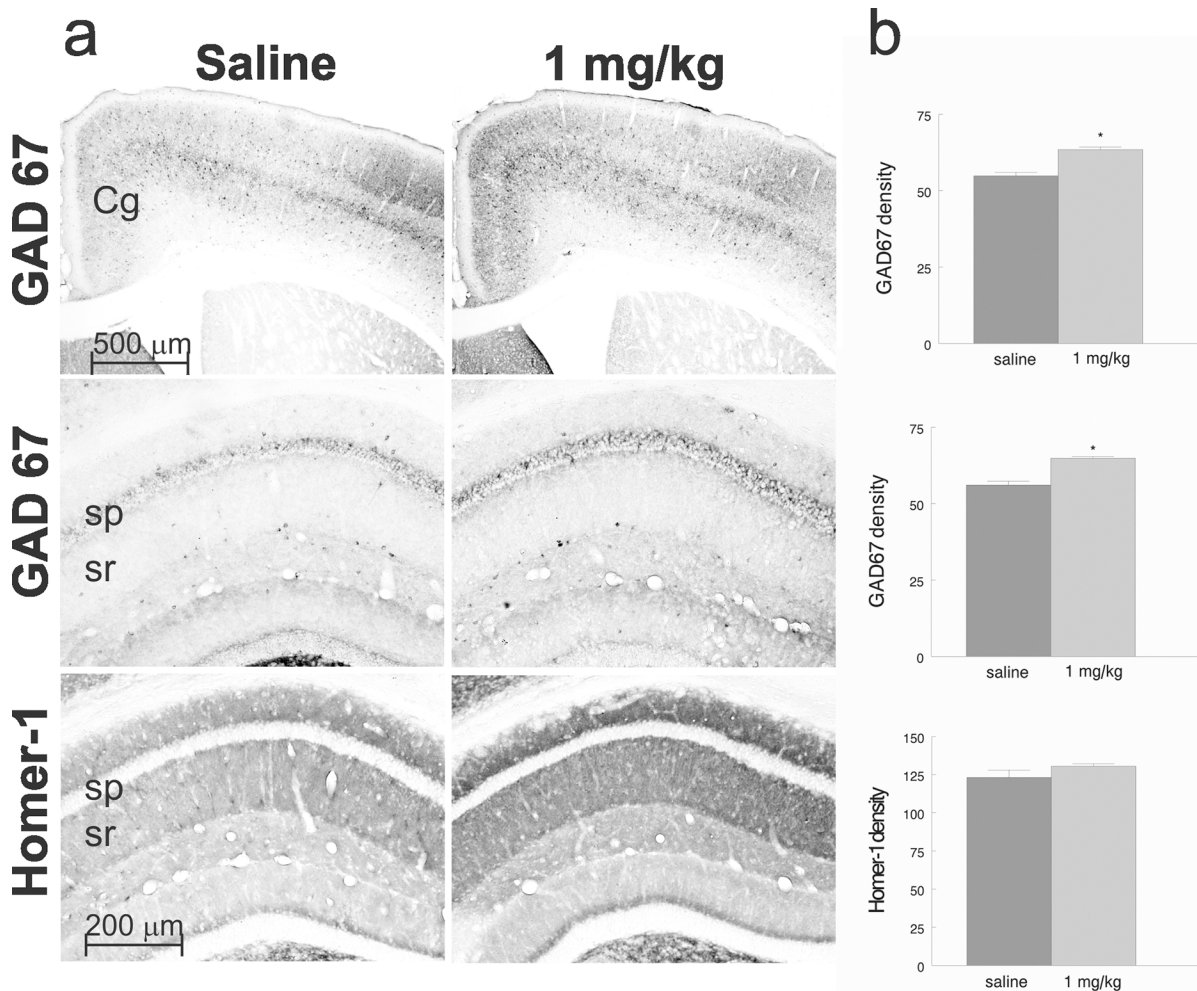 a
Saline
1 mg/kg
GAD 67
Cg
500 μm
GAD 67
sp
sr
Homer-1
sp
sr
200 μm
b
GAD67 density
75
50
25
0
*
saline
1 mg/kg
GAD67 density
75
50
25
0
*
saline
1 mg/kg
Homer-1 density
150
125
100
75
50
25
0
saline
1 mg/kg